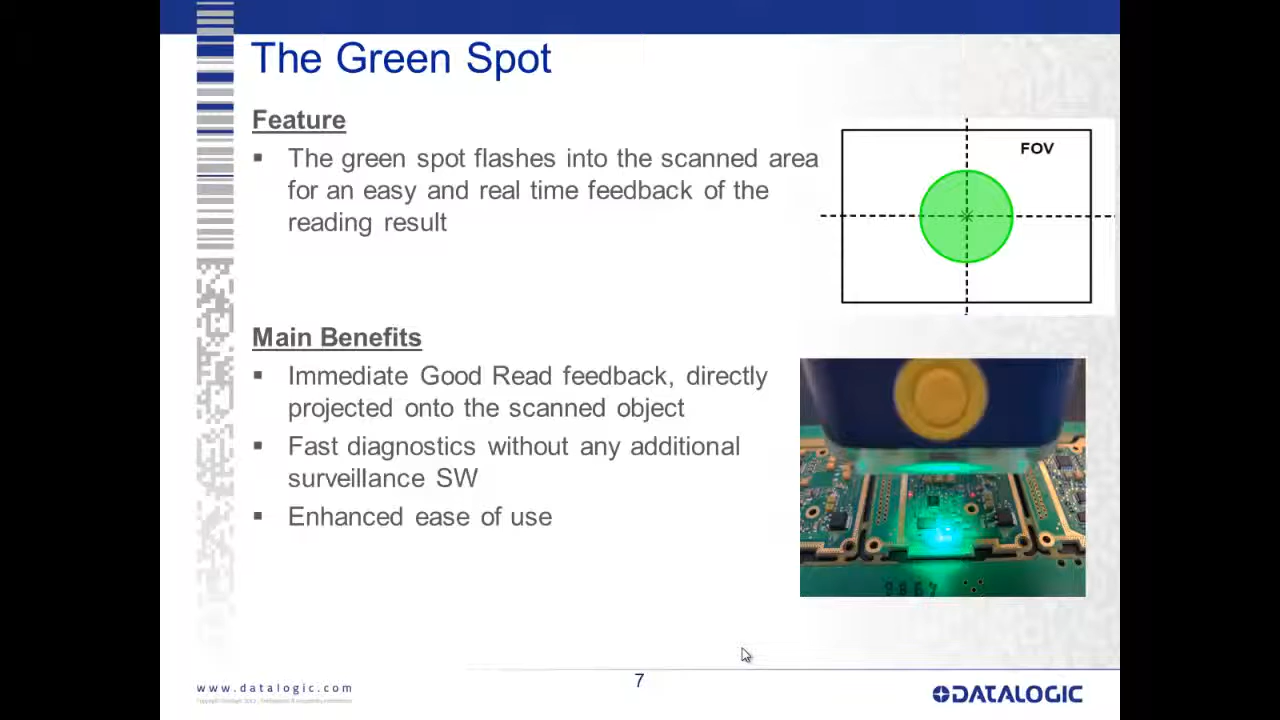 The Green Spot
Feature
▪ The green spot flashes into the scanned area
for an easy and real time feedback of the
reading result
FOV
Main Benefits
▪ Immediate Good Read feedback, directly
projected onto the scanned object
▪ Fast diagnostics without any additional
surveillance SW
▪ Enhanced ease of use
www.datalogic.com
7
DATALOGIC